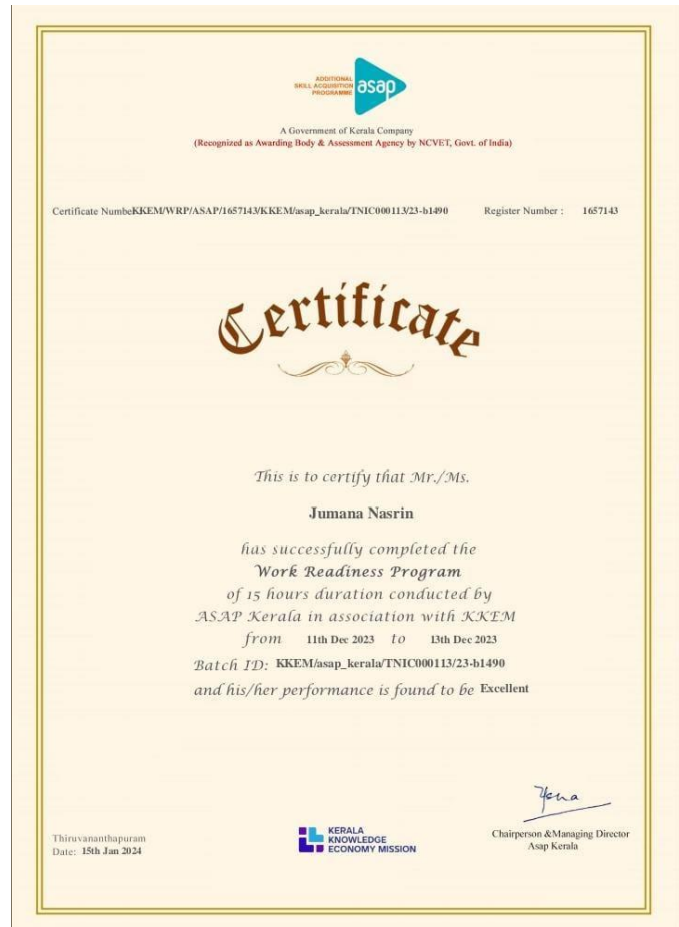 ADDITIONAL
SKILL ACQUISITION
PROGRAMME
asap
A Government of Kerala Company
(Recognized as Awarding Body & Assessment Agency by NCVET, Govt. of India)
Certificate NumbeKKEM/WRP/ASAP/1657143/KKEM/asap_kerala/TNIC000113/23-b1490 Register Number : 1657143
Certificate
This is to certify that Mr./Ms.
Jumana Nasrin
has successfully completed the
Work Readiness Program
of 15 hours duration conducted by
ASAP Kerala in association with KKEM
from 11th Dec 2023 to 13th Dec 2023
Batch ID: KKEM/asap_kerala/TNIC000113/23-b1490
and his/her performance is found to be Excellent
Thiruvananthapuram
Date: 15th Jan 2024
KERALA
KNOWLEDGE
ECONOMY MISSION
Chairperson &Managing Director
Asap Kerala